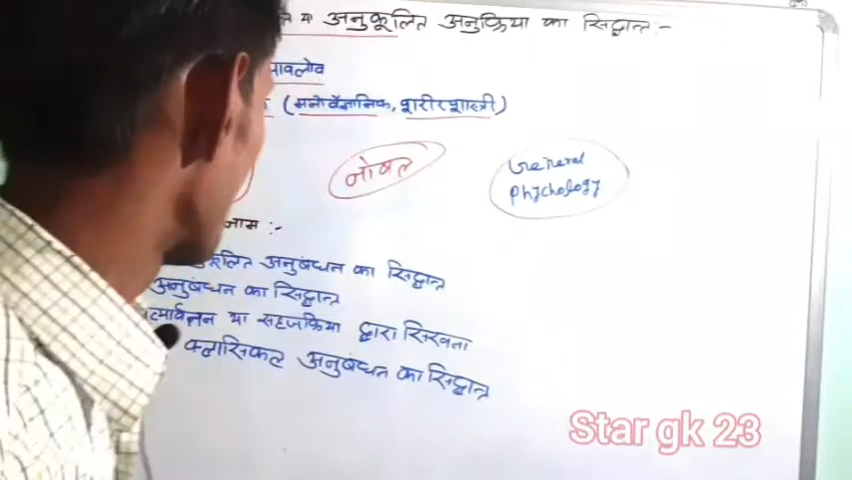 या अनुकूलित अनुक्रिया का सिद्धान्त :-
पावलोव
(मनोवैज्ञानिक, शरीरशास्त्री)
नोबल
General
Phychology
नाम :-
कूलित अनुबंधन का सिद्धान्त
अनुबंधन का सिद्धान्त
या सहजक्रिया द्वारा सिखना
क्लासिकल अनुबंधन का सिद्धान्त
Star gk 23